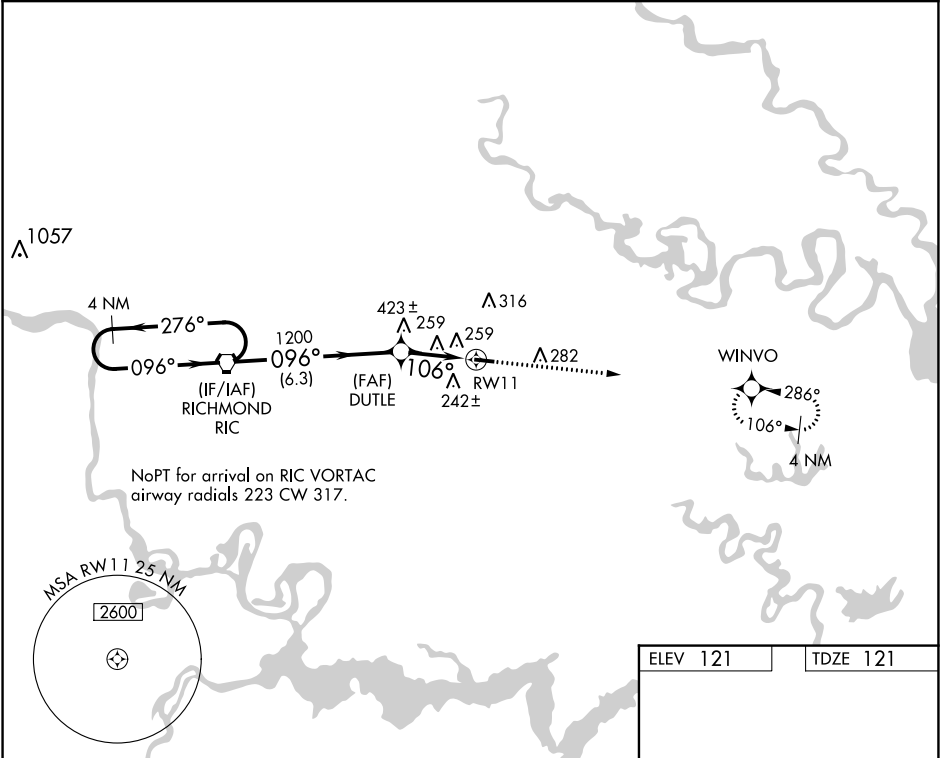 1057
4 NM
276°
096°
(IF/IAF)
RICHMOND
RIC
1200
096°
(6.3)
423±
259
259
316
(FAF)
DUTLE
106°
242±
RW11
282
WINVO
286°
106°
4 NM
NoPT for arrival on RIC VORTAC
airway radials 223 CW 317.
MSA RW11 25 NM
2600
ELEV 121
TDZE 121